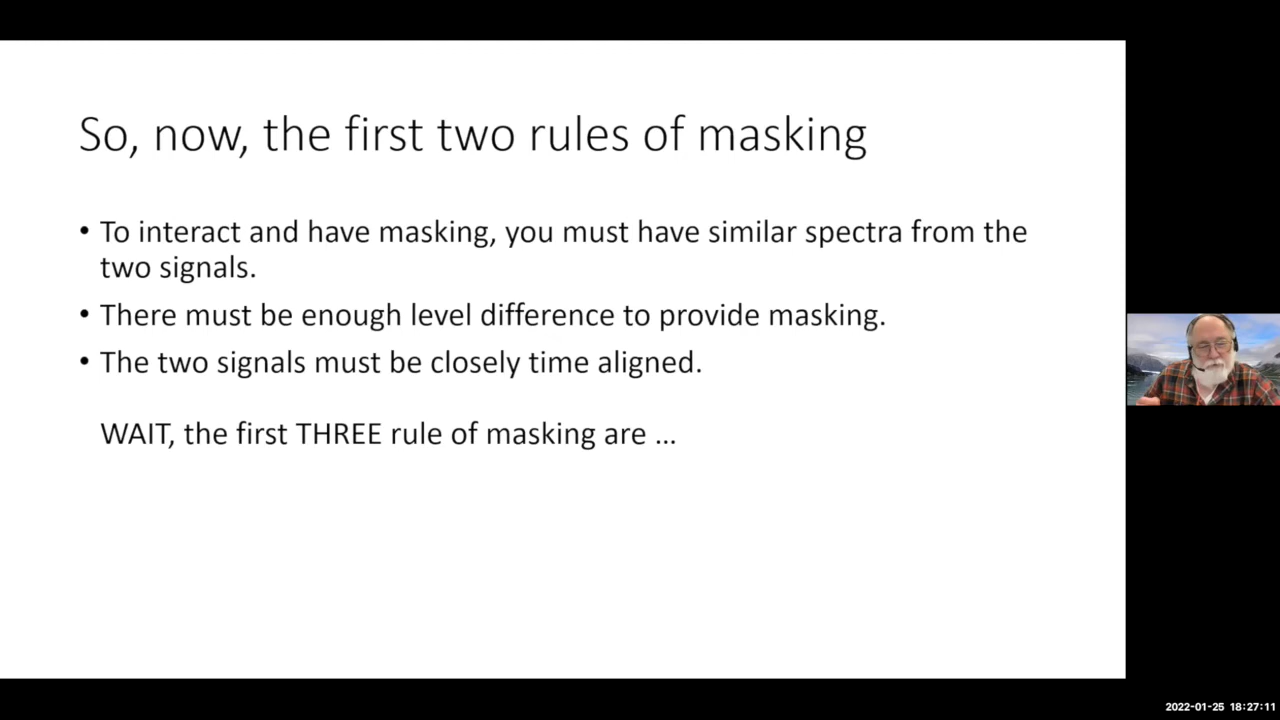 So, now, the first two rules of masking
• To interact and have masking, you must have similar spectra from the
two signals.
• There must be enough level difference to provide masking.
• The two signals must be closely time aligned.
WAIT, the first THREE rule of masking are …
2022-01-25 18:27:11